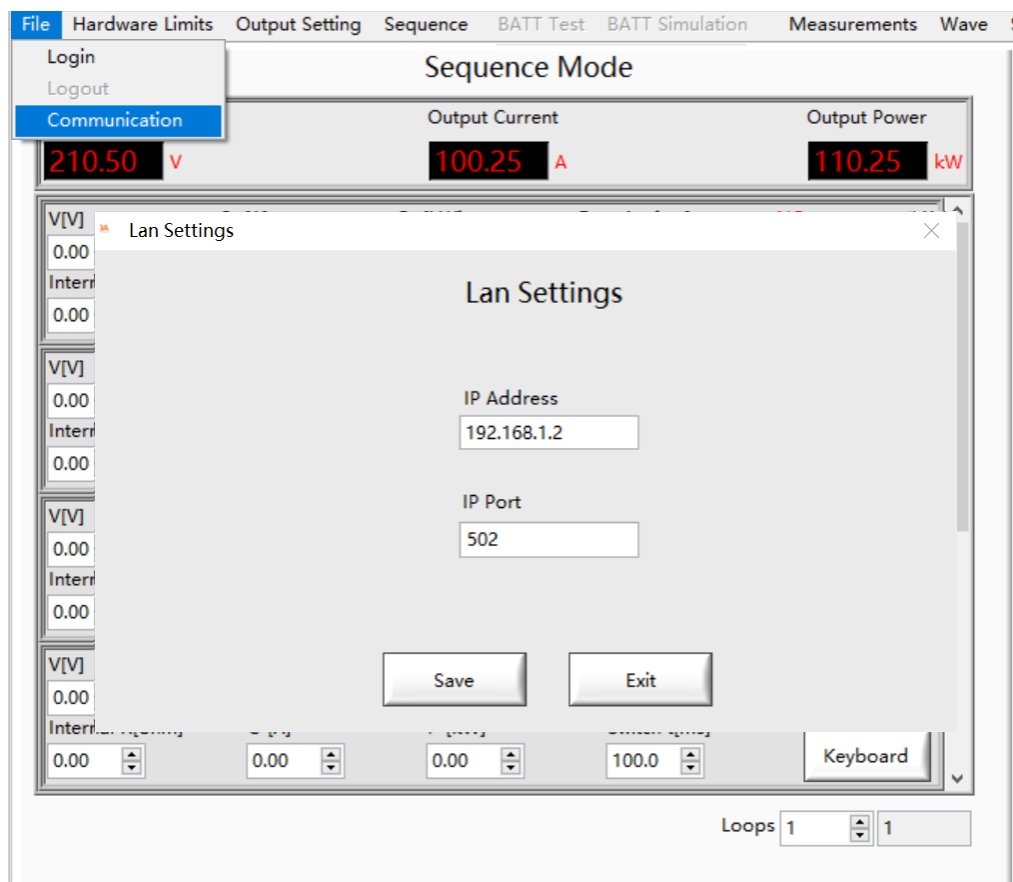 File Hardware Limits Output Setting Sequence BATT Test BATT Simulation Measurements Wave
Login
Logout
Communication
Sequence Mode
Output Current Output Power
210.50 V 100.25 A 110.25 kW
V[V]
Lan Settings
0.00
0.00
Lan Settings
V[V]
0.00
IP Address
192.168.1.2
0.00
IP Port
V[V]
502
0.00
0.00
V[V]
Save Exit
0.00
0.00 0.00 0.00 100.0 Keyboard
Loops 1 1